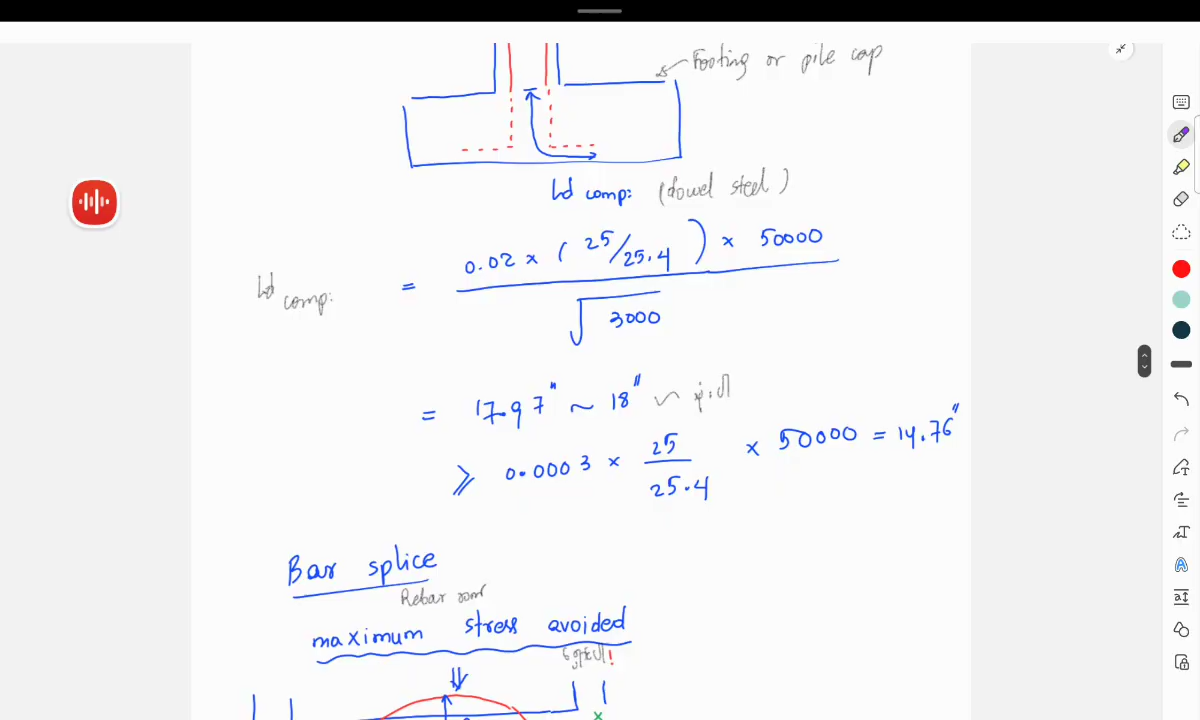 Footing or pile cap
ld comp: (dowel steel)
ld comp: = 0.02 × (25/25.4) × 50000 / √3000
= 17.97" ~ 18"
≥ 0.0003 × 25/25.4 × 50000 = 14.76"
Bar splice
Rebar
maximum stress avoided